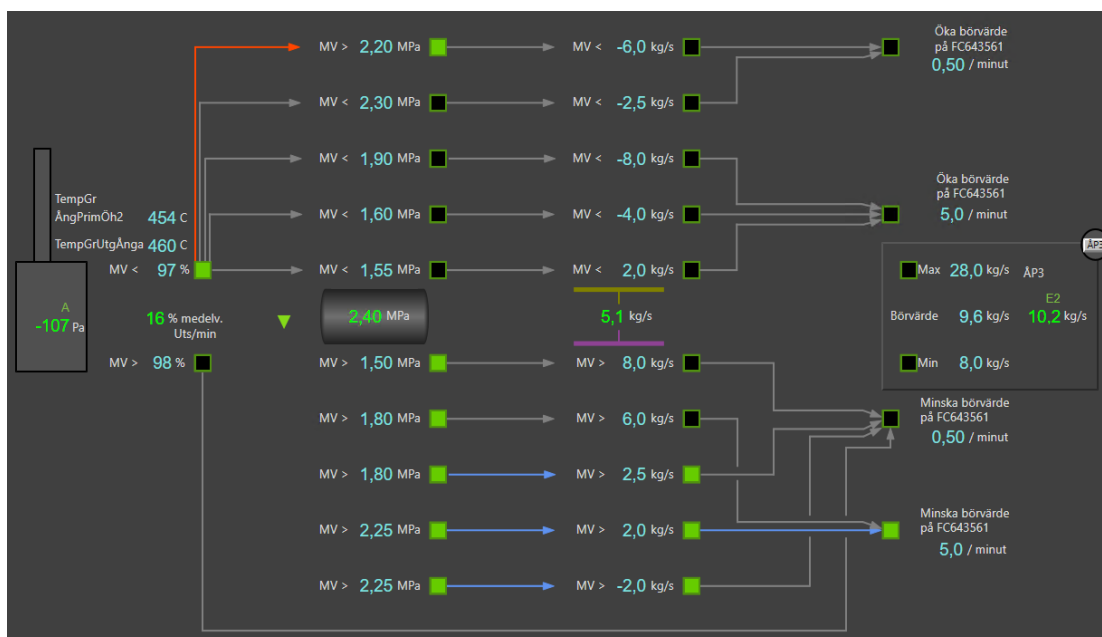 MV > 2,20 MPa MV < -6,0 kg/s Öka börvärde
på FC643561
0,50 / minut
MV < 2,30 MPa MV < -2,5 kg/s
MV < 1,90 MPa MV < -8,0 kg/s
TempGr
ÅngPrimÖh2 454 C
MV < 1,60 MPa MV < -4,0 kg/s Öka börvärde
på FC643561
5,0 / minut
TempGrUtgÅnga 460 C
ÅP3
MV < 97 % MV < 1,55 MPa MV < 2,0 kg/s
Max 28,0 kg/s ÅP3
A
-107 Pa
16 % medelv.
Uts/min
2,40 MPa 5,1 kg/s
E2
Börvärde 9,6 kg/s 10,2 kg/s
MV > 98 % MV > 1,50 MPa MV > 8,0 kg/s
Min 8,0 kg/s
MV > 1,80 MPa MV > 6,0 kg/s Minska börvärde
på FC643561
0,50 / minut
MV > 1,80 MPa MV > 2,5 kg/s
MV > 2,25 MPa MV > 2,0 kg/s Minska börvärde
på FC643561
5,0 / minut
MV > 2,25 MPa MV > -2,0 kg/s